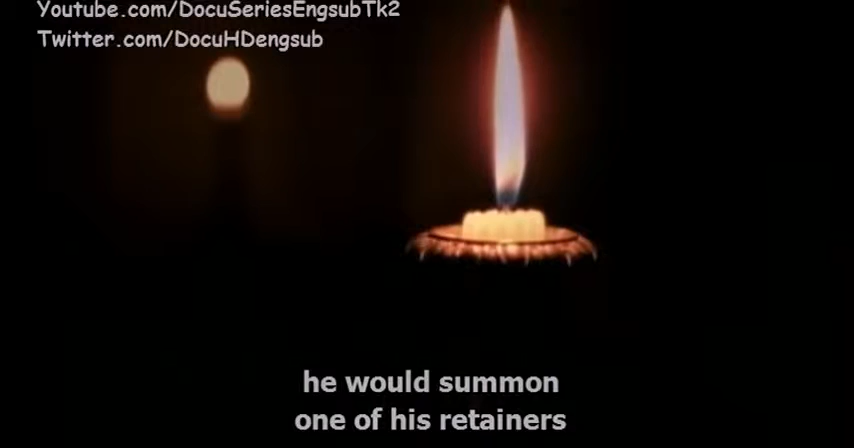 Youtube.com/DocuSeriesEngsubTk2
Twitter.com/DocuHDengsub
he would summon
one of his retainers